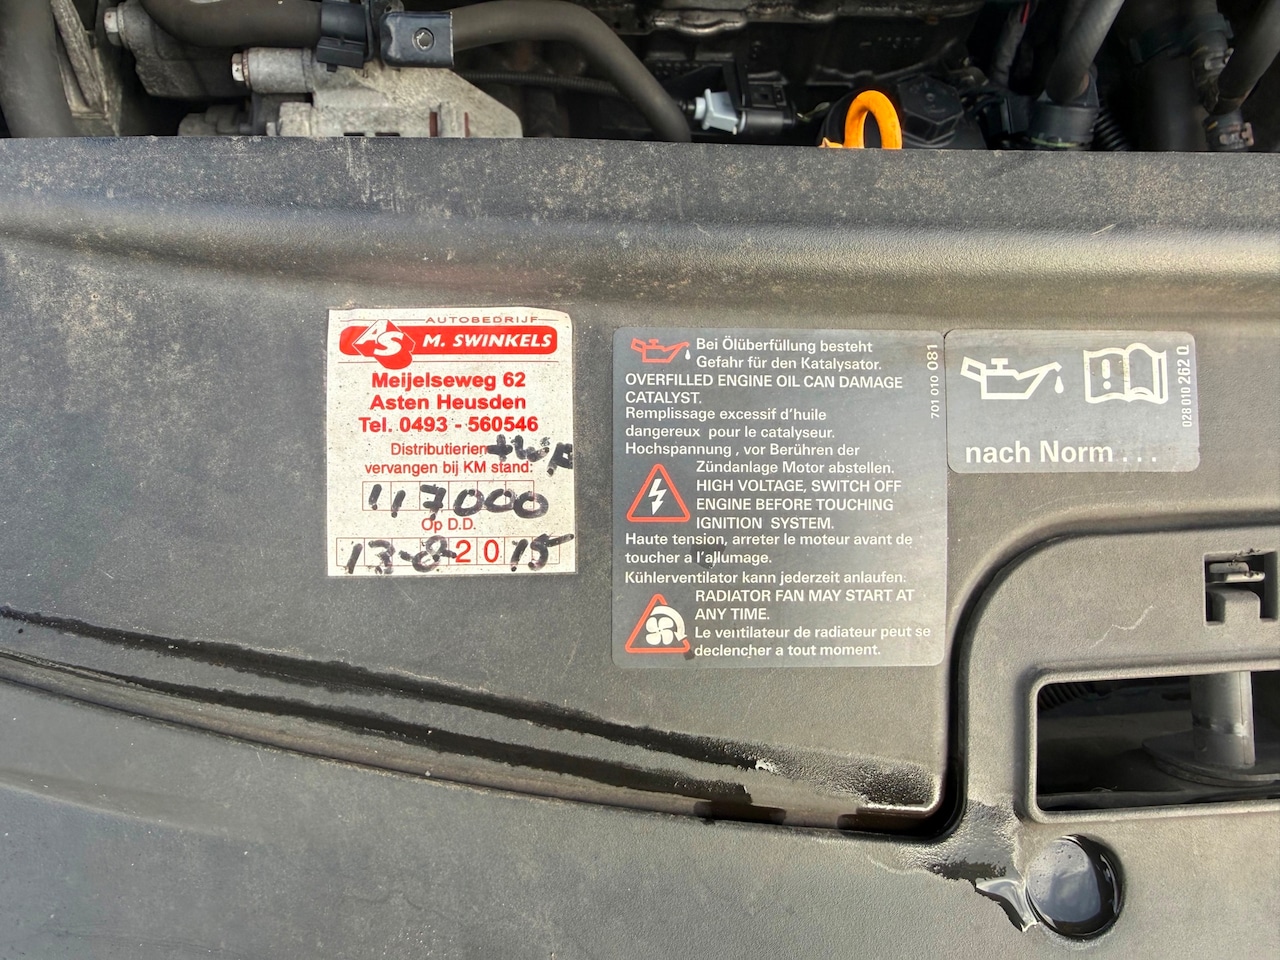 AUTOBEDRIJF
AS M. SWINKELS
Meijelseweg 62
Asten Heusden
Tel. 0493 - 560546
Distributierien + W.P
vervangen bij KM stand:
117000
Op D.D.
13-8-2015
Bei Ölüberfüllung besteht
Gefahr für den Katalysator.
OVERFILLED ENGINE OIL CAN DAMAGE
CATALYST.
Remplissage excessif d'huile
dangereux pour le catalyseur.
Hochspannung, vor Berühren der
Zündanlage Motor abstellen.
HIGH VOLTAGE, SWITCH OFF
ENGINE BEFORE TOUCHING
IGNITION SYSTEM.
Haute tension, arreter le moteur avant de
toucher a l'allumage.
Kühlerventilator kann jederzeit anlaufen.
RADIATOR FAN MAY START AT
ANY TIME.
Le ventilateur de radiateur peut se
declencher a tout moment.
701 010 081
nach Norm . . .
028 010 262 Q